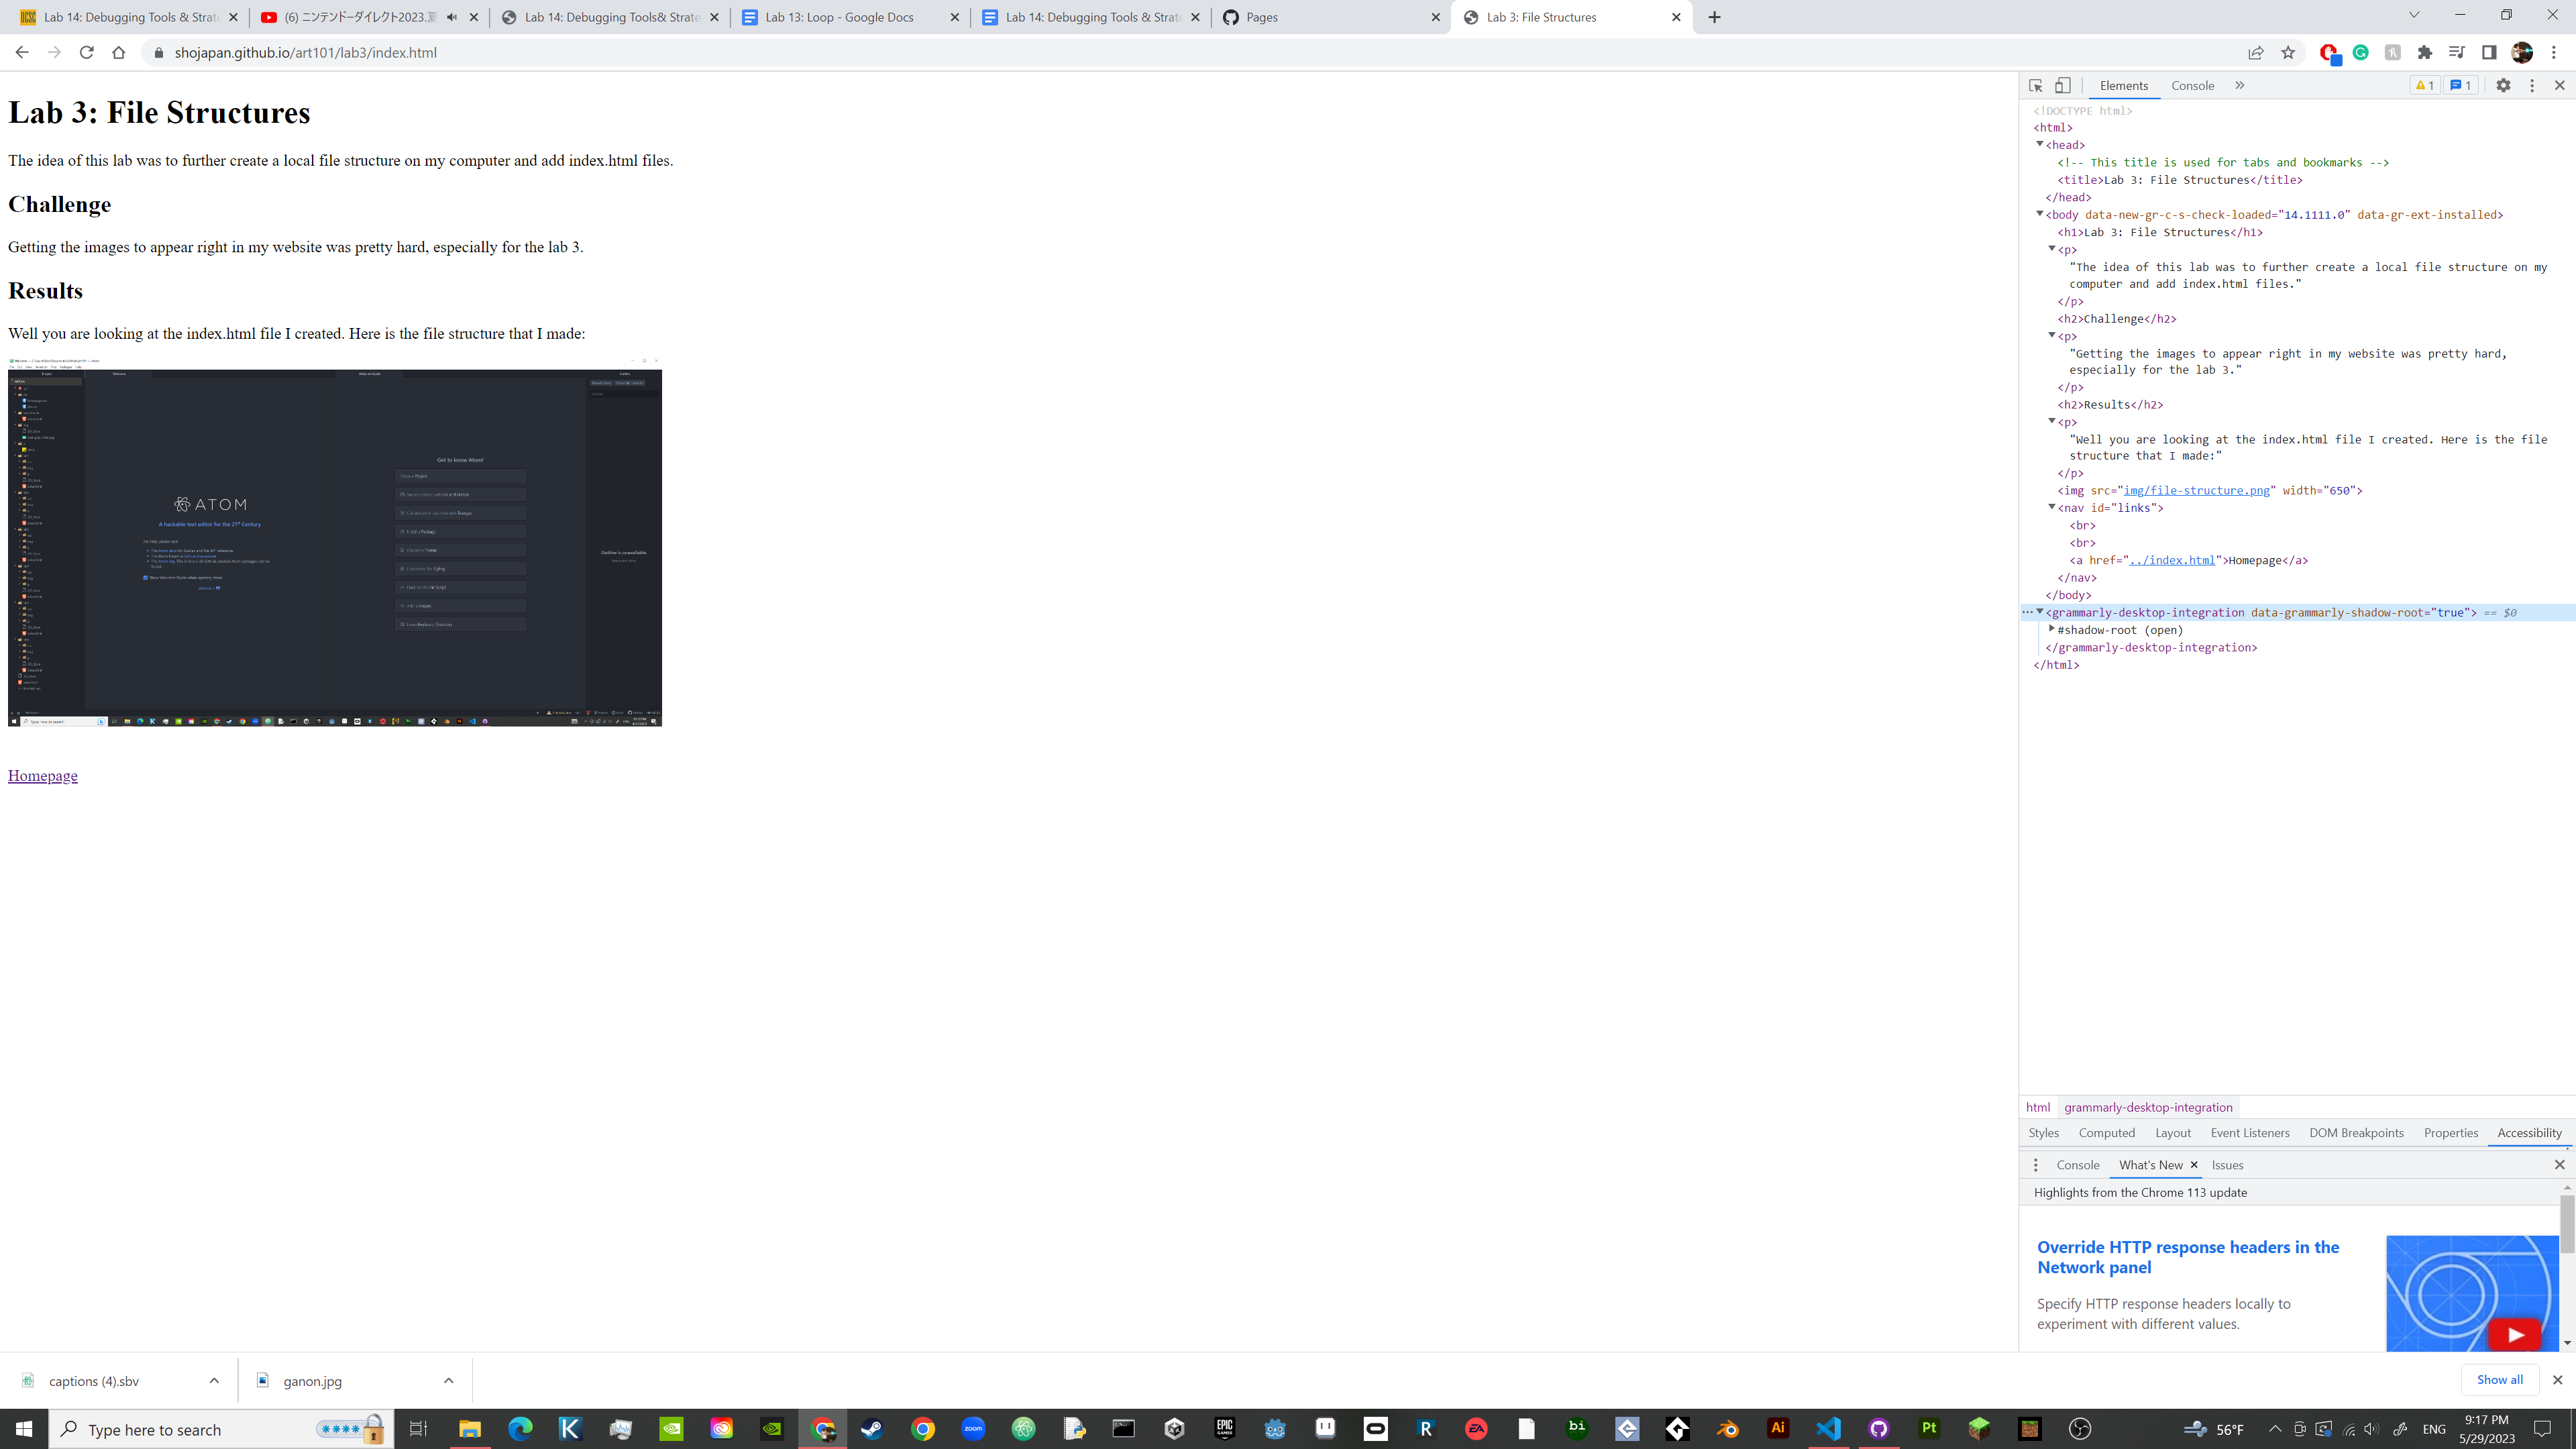 Lab 14: Debugging Tools & Strate
(6) ニンテンドーダイレクト2023.夏
Lab 14: Debugging Tools& Strate
Lab 13: Loop - Google Docs
Lab 14: Debugging Tools & Strate
Pages
Lab 3: File Structures
shojapan.github.io/art101/lab3/index.html
Lab 3: File Structures
The idea of this lab was to further create a local file structure on my computer and add index.html files.
Challenge
Getting the images to appear right in my website was pretty hard, especially for the lab 3.
Results
Well you are looking at the index.html file I created. Here is the file structure that I made:
Project
Welcome
Get to know Atom!
ATOM
A hackable text editor for the 21st Century
Outline is unavailable
Type here to search
Homepage
Elements
Console
1
1
<!DOCTYPE html>
<html>
<head>
<!-- This title is used for tabs and bookmarks -->
<title>Lab 3: File Structures</title>
</head>
<body data-new-gr-c-s-check-loaded="14.1111.0" data-gr-ext-installed>
<h1>Lab 3: File Structures</h1>
<p>
"The idea of this lab was to further create a local file structure on my
computer and add index.html files."
</p>
<h2>Challenge</h2>
<p>
"Getting the images to appear right in my website was pretty hard,
especially for the lab 3."
</p>
<h2>Results</h2>
<p>
"Well you are looking at the index.html file I created. Here is the file
structure that I made:"
</p>
<img src="img/file-structure.png" width="650">
<nav id="links">
<br>
<br>
<a href="../index.html">Homepage</a>
</nav>
</body>
<grammarly-desktop-integration data-grammarly-shadow-root="true"> == $0
#shadow-root (open)
</grammarly-desktop-integration>
</html>
html grammarly-desktop-integration
Styles Computed Layout Event Listeners DOM Breakpoints Properties Accessibility
Console What's New Issues
Highlights from the Chrome 113 update
Override HTTP response headers in the
Network panel
Specify HTTP response headers locally to
experiment with different values.
captions (4).sbv
ganon.jpg
Show all
Type here to search
56°F
ENG
9:17 PM
5/29/2023